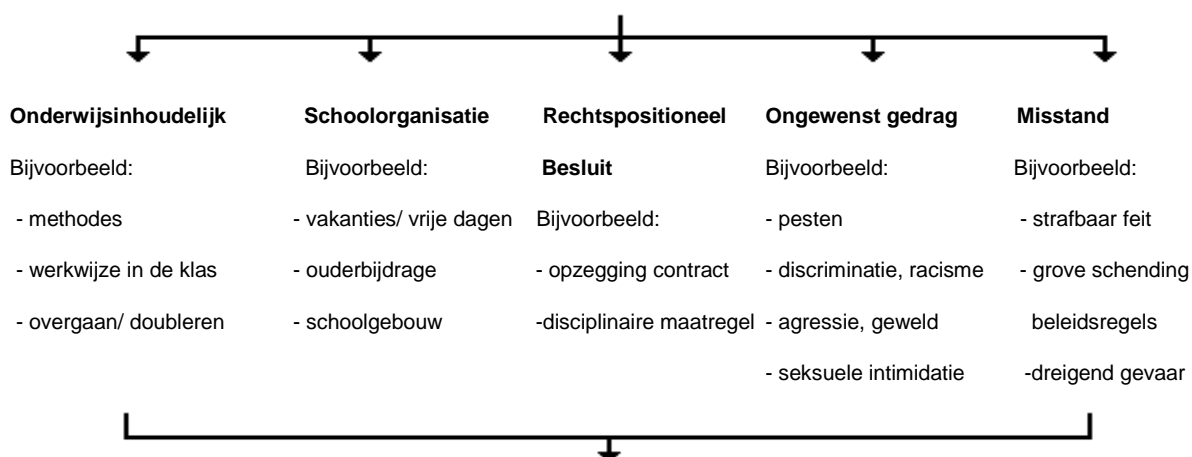 Onderwijsinhoudelijk
Bijvoorbeeld:
- methodes
- werkwijze in de klas
- overgaan/ doubleren
Schoolorganisatie
Bijvoorbeeld:
- vakanties/ vrije dagen
- ouderbijdrage
- schoolgebouw
Rechtspositioneel
Besluit
Bijvoorbeeld:
- opzegging contract
-disciplinaire maatregel
Ongewenst gedrag
Bijvoorbeeld:
- pesten
- discriminatie, racisme
- agressie, geweld
- seksuele intimidatie
Misstand
Bijvoorbeeld:
- strafbaar feit
- grove schending
beleidsregels
-dreigend gevaar